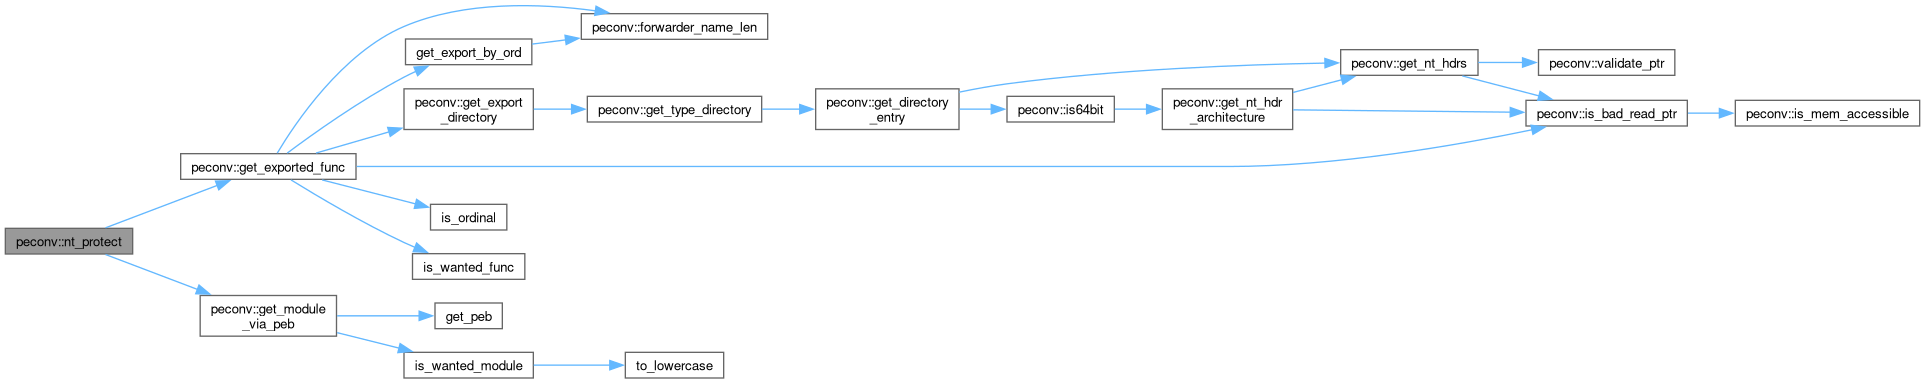 peconv::nt_protect
peconv::get_exported_func
peconv::forwarder_name_len
get_export_by_ord
peconv::get_export
_directory
peconv::get_type_directory
peconv::get_directory
_entry
peconv::is64bit
peconv::get_nt_hdr
_architecture
peconv::get_nt_hdrs
peconv::validate_ptr
peconv::is_bad_read_ptr
peconv::is_mem_accessible
is_ordinal
is_wanted_func
peconv::get_module
_via_peb
get_peb
is_wanted_module
to_lowercase